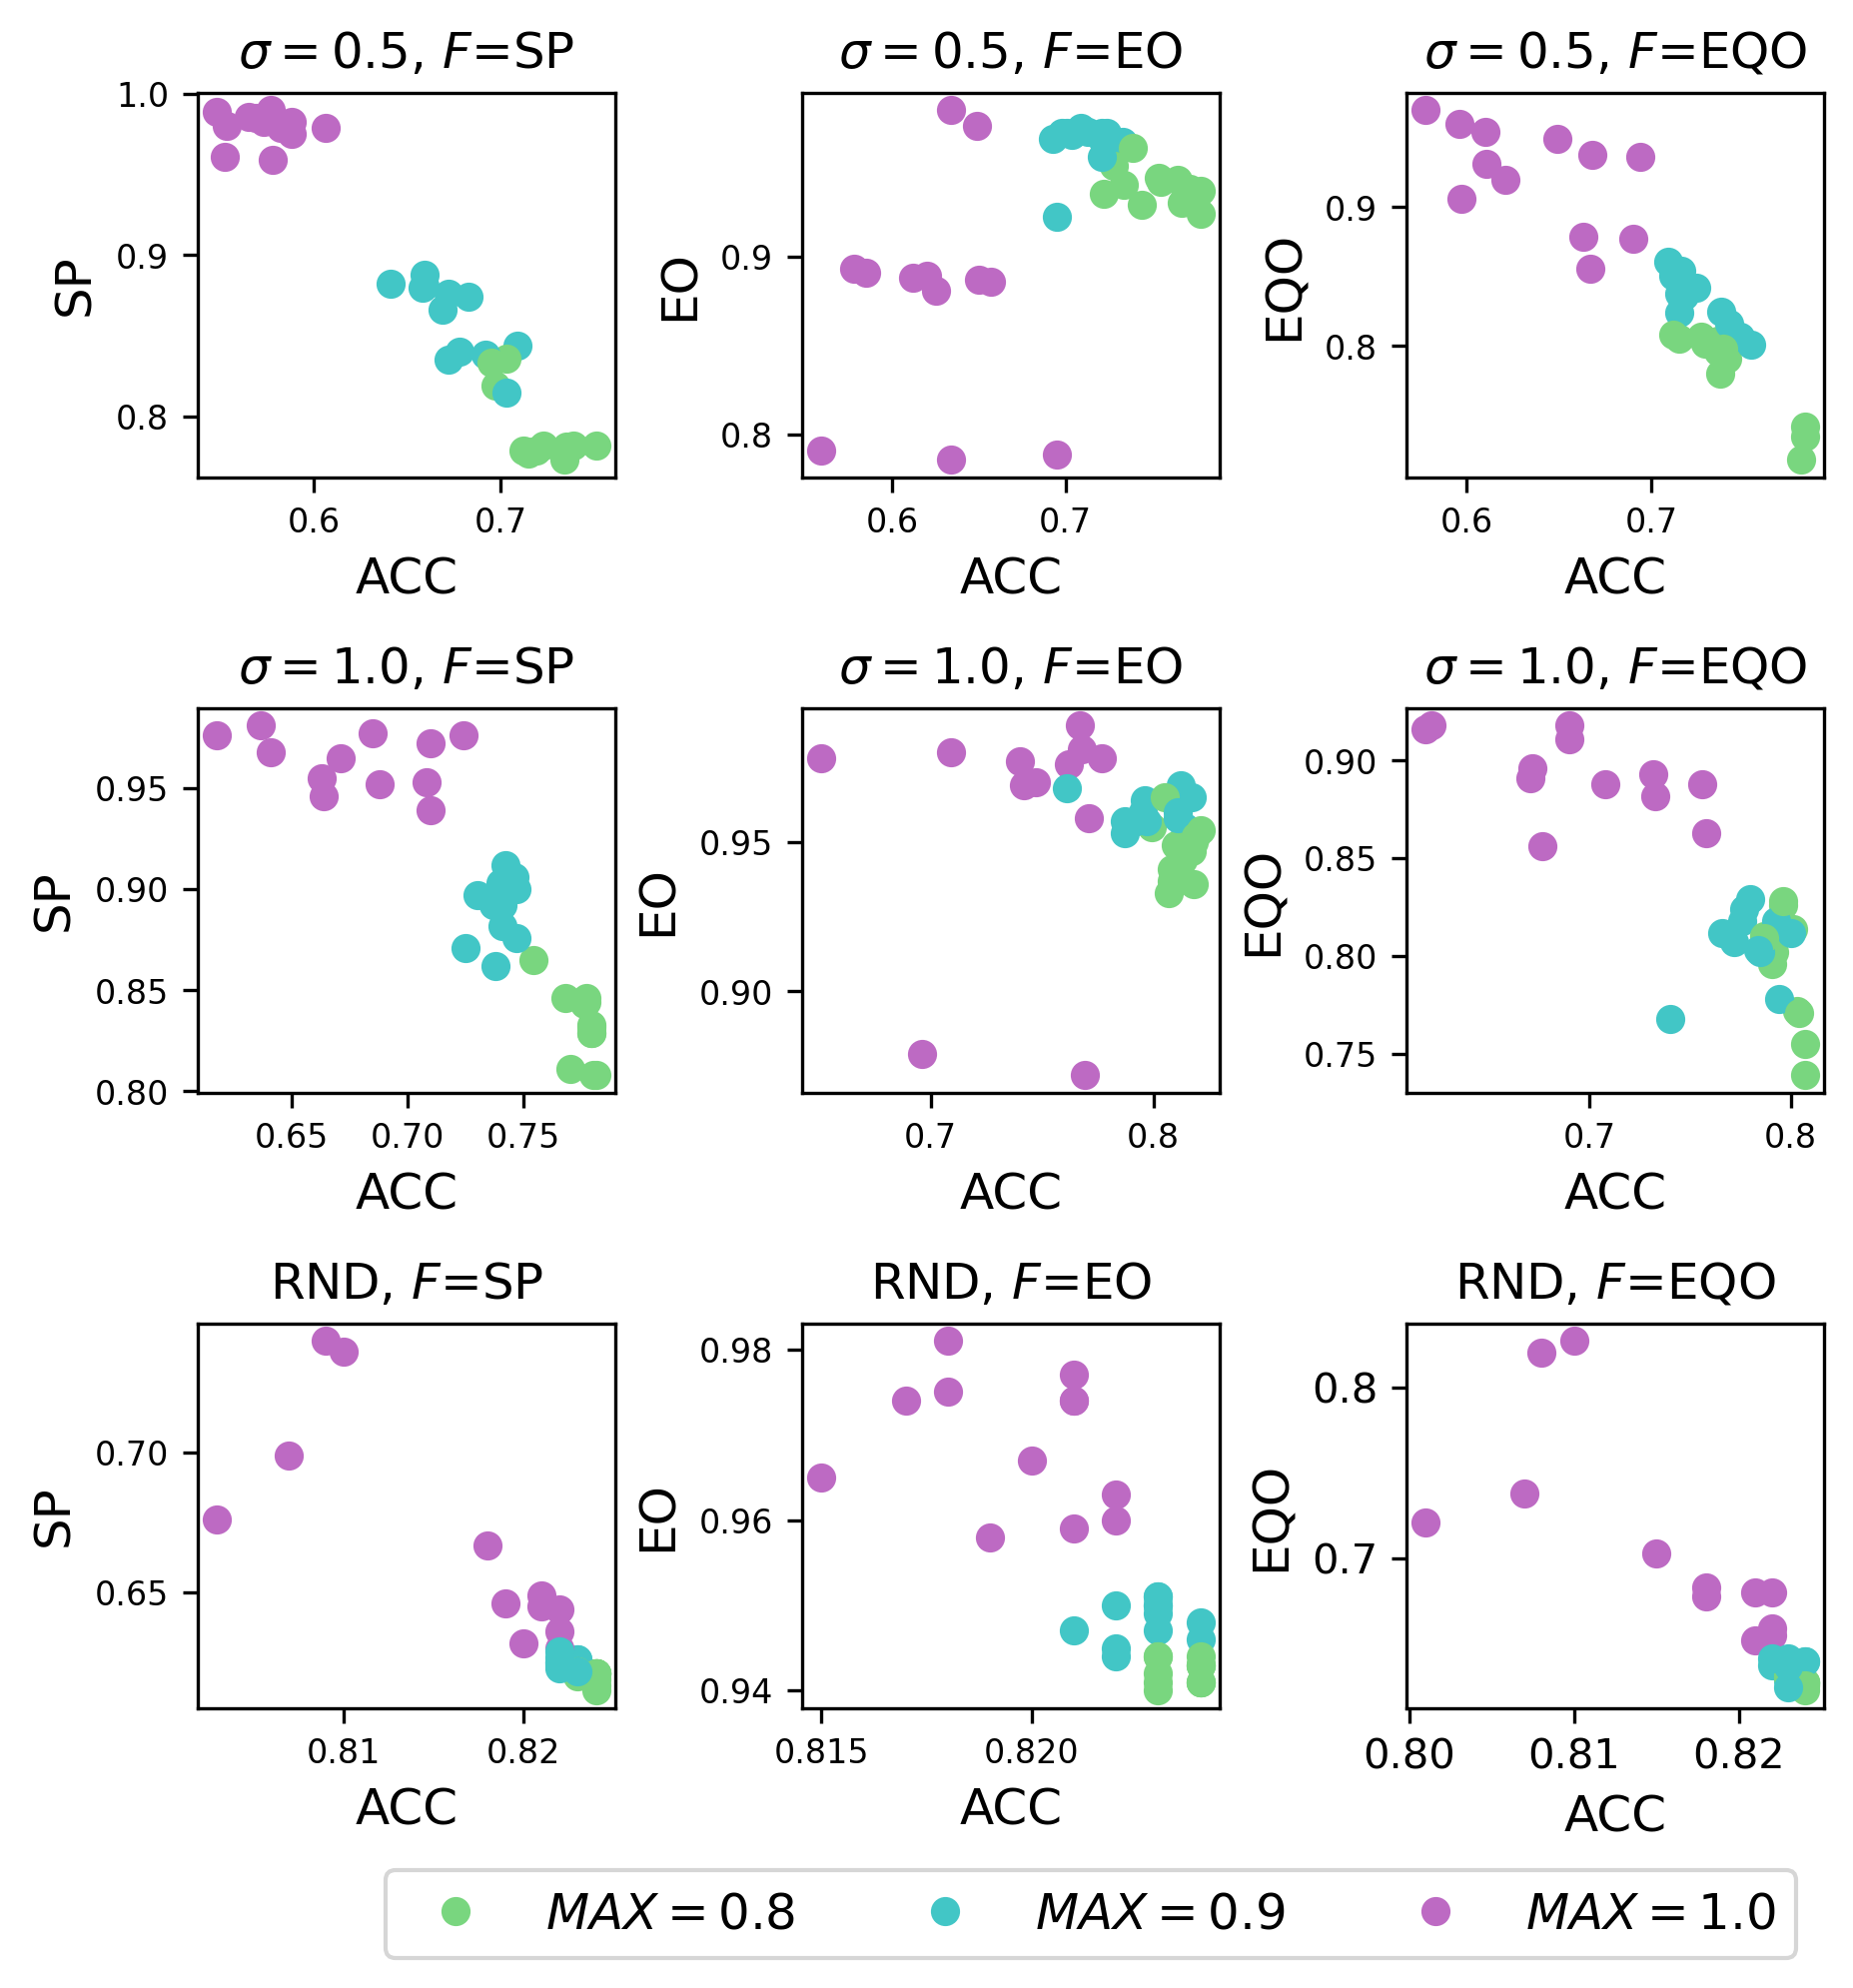 σ = 0.5, F=SP
σ = 0.5, F=EO
σ = 0.5, F=EQO
SP
1.0
0.9
0.8
0.6 0.7
ACC
EO
0.9
0.8
0.6 0.7
ACC
EQO
0.9
0.8
0.6 0.7
ACC
σ = 1.0, F=SP
σ = 1.0, F=EO
σ = 1.0, F=EQO
SP
0.95
0.90
0.85
0.80
0.65 0.70 0.75
ACC
EO
0.95
0.90
0.7 0.8
ACC
EQO
0.90
0.85
0.80
0.75
0.7 0.8
ACC
RND, F=SP
RND, F=EO
RND, F=EQO
SP
0.70
0.65
0.81 0.82
ACC
EO
0.98
0.96
0.94
0.815 0.820
ACC
EQO
0.8
0.7
0.80 0.81 0.82
ACC
MAX = 0.8 MAX = 0.9 MAX = 1.0